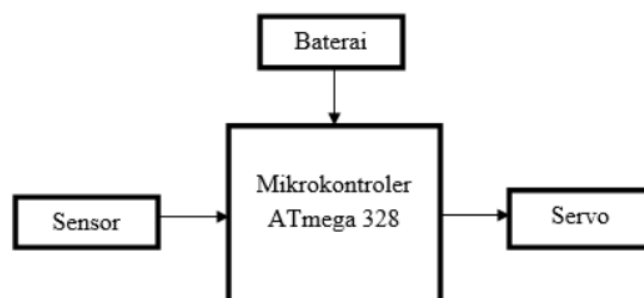 Baterai
Mikrokontroler
ATmega 328
Sensor
Servo